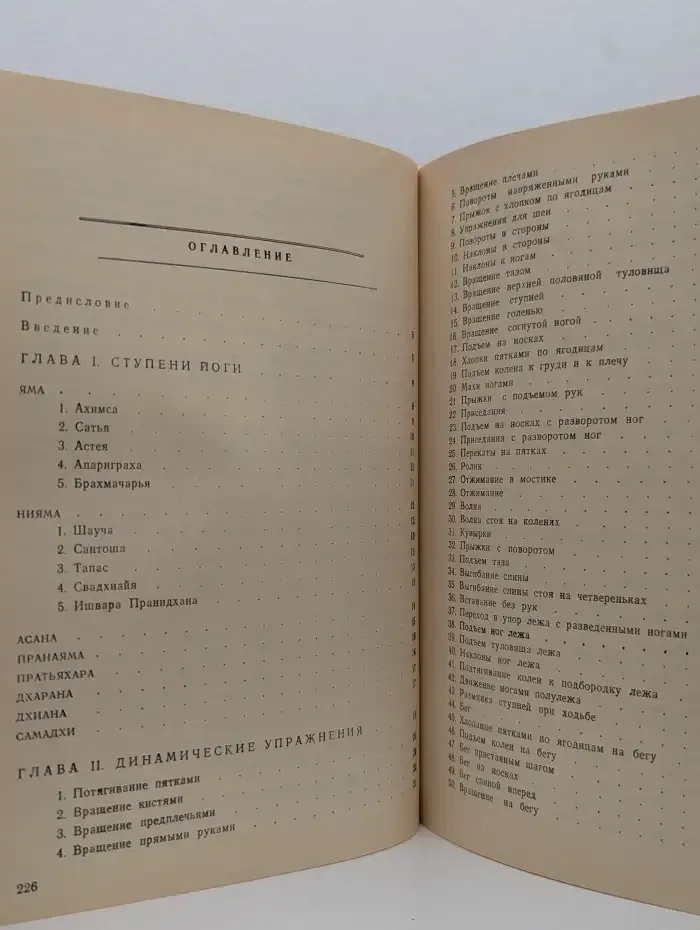 ОГЛАВЛЕНИЕ
Предисловие
Введение 5
ГЛАВА I. СТУПЕНИ ЙОГИ 5
ЯМА
1. Ахимса
2. Сатья
3. Астея
4. Апариграха 11
5. Брахмачарья 11
НИЯМА 11
1. Шауча 12
2. Сантоша 12
3. Тапас 13
4. Свадхиайя 13
5. Ишвара Пранидхана
АСАНА 14
ПРАНАЯМА
ПРАТЬЯХАРА
ДХАРАНА
ДХИАНА
САМАДХИ
ГЛАВА II. ДИНАМИЧЕСКИЕ УПРАЖНЕНИЯ
1. Потягивание пятками
2. Вращение кистями
3. Вращение предплечьями
4. Вращение прямыми руками
226
5. Вращение плечами
6. Повороты напряженными руками
7. Прыжок с хлопком по ягодицам
8. Упражнения для шеи
9. Повороты в стороны
10. Наклоны в стороны
11. Наклоны к ногам
12. Вращение тазом
13. Вращение верхней половиной туловища
14. Вращение ступней
15. Вращение голенью
16. Вращение согнутой ногой
17. Подъем на носках
18. Хлопки пятками по ягодицам
19 Подъем колена к груди и к плечу
20. Махи ногами
21 Прыжки с подъемом рук
22. Приседания
23. Подъем на носках с разворотом ног
24 Приседания с разворотом ног
25. Перекаты на пятках
26. Ролик
27 Отжимание в мостике
28. Отжимание
29. Волна
30. Волна стоя на коленях
31. Кувырки
32. Прыжки с поворотом
33. Подъем таза
34. Выгибание спины
35. Выгибание спины стоя на четвереньках
36. Вставание без рук
37. Переход в упор лежа с разведенными ногами
38. Подъем ног лежа
39. Подъем туловища лежа
40. Наклоны ног лежа
41. Подтягивание колен к подбородку лежа
42. Движение ногами полулежа
43. Разминка ступней при ходьбе
44. Бег
45. Хлопание пятками по ягодицам на бегу
46. Подъем колен на бегу
47. Бег приставным шагом
48. Бег на носках
49. Бег спиной вперед
50. Вращение на бегу